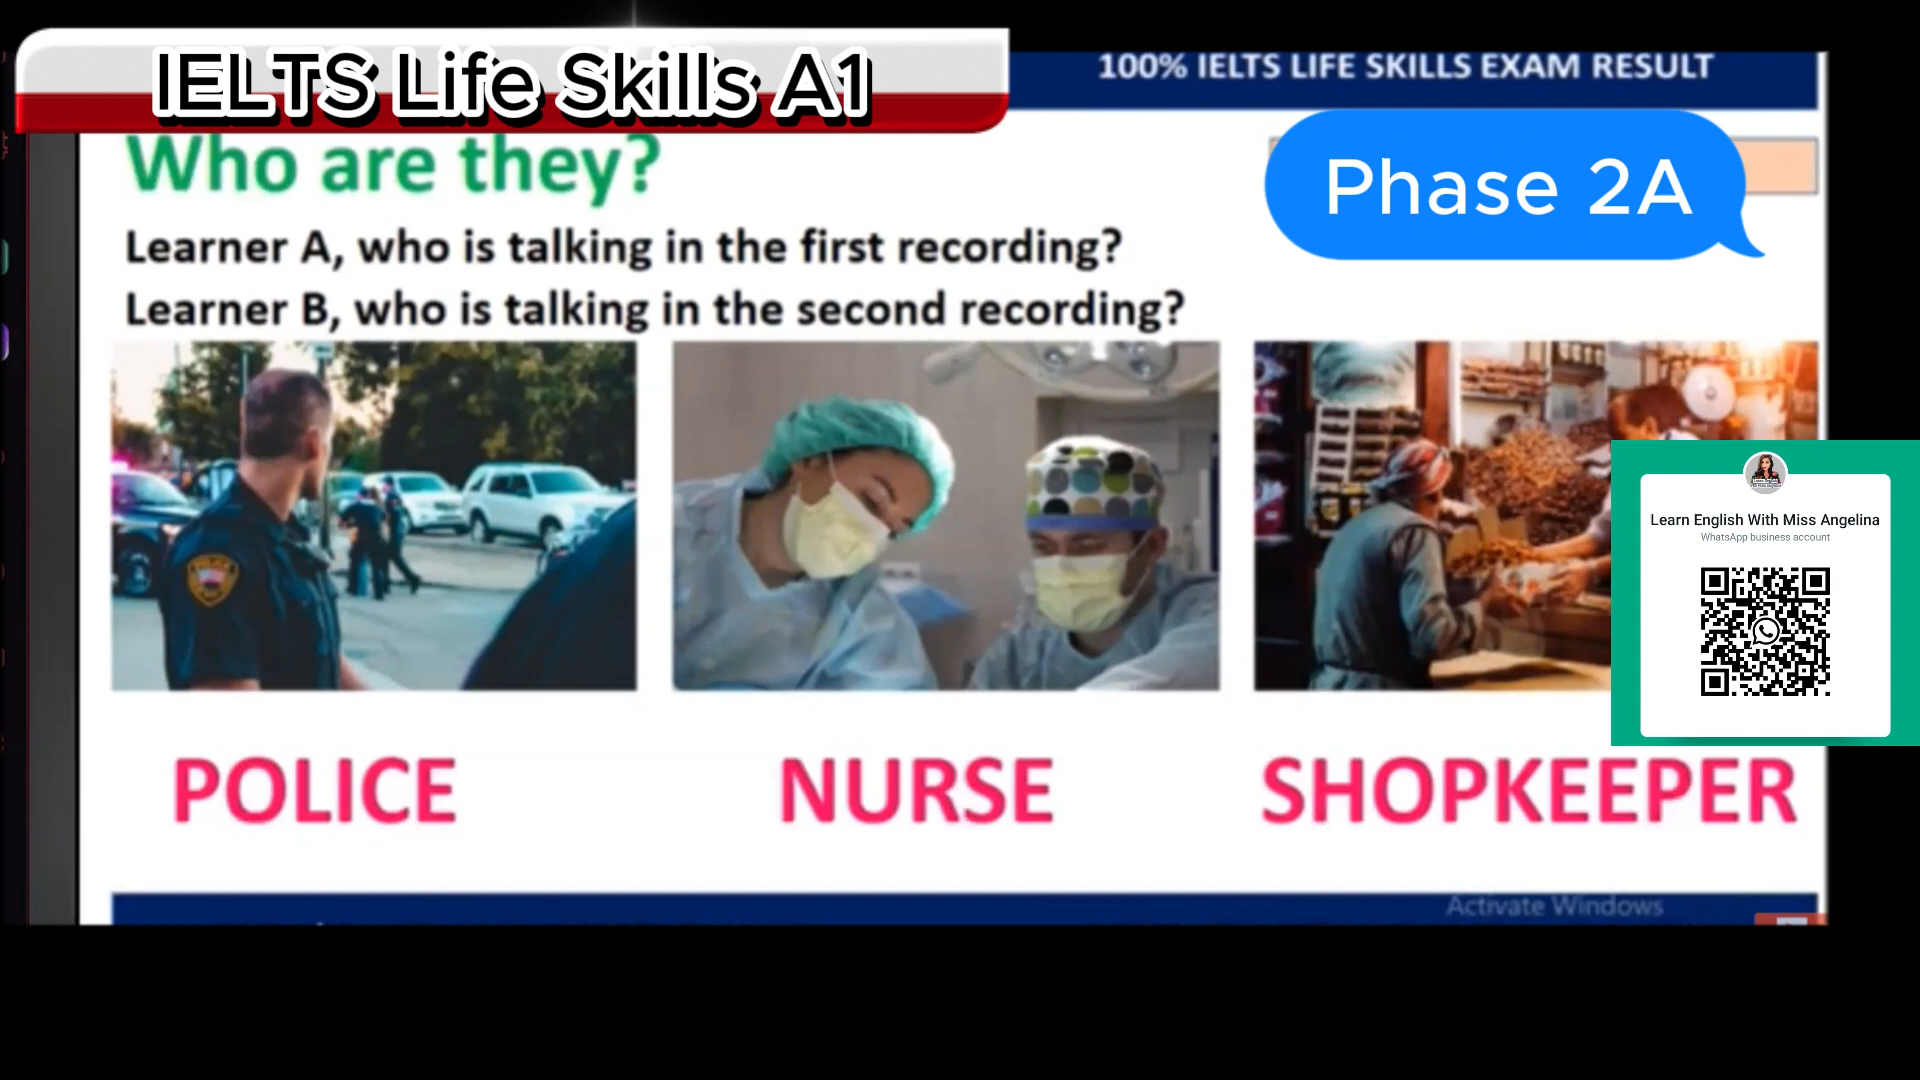 IELTS Life Skills A1
100% IELTS LIFE SKILLS EXAM RESULT
Phase 2A
Who are they?
Learner A, who is talking in the first recording?
Learner B, who is talking in the second recording?
Learn English With Miss Angelina
WhatsApp business account
POLICE
NURSE
SHOPKEEPER
Activate Windows